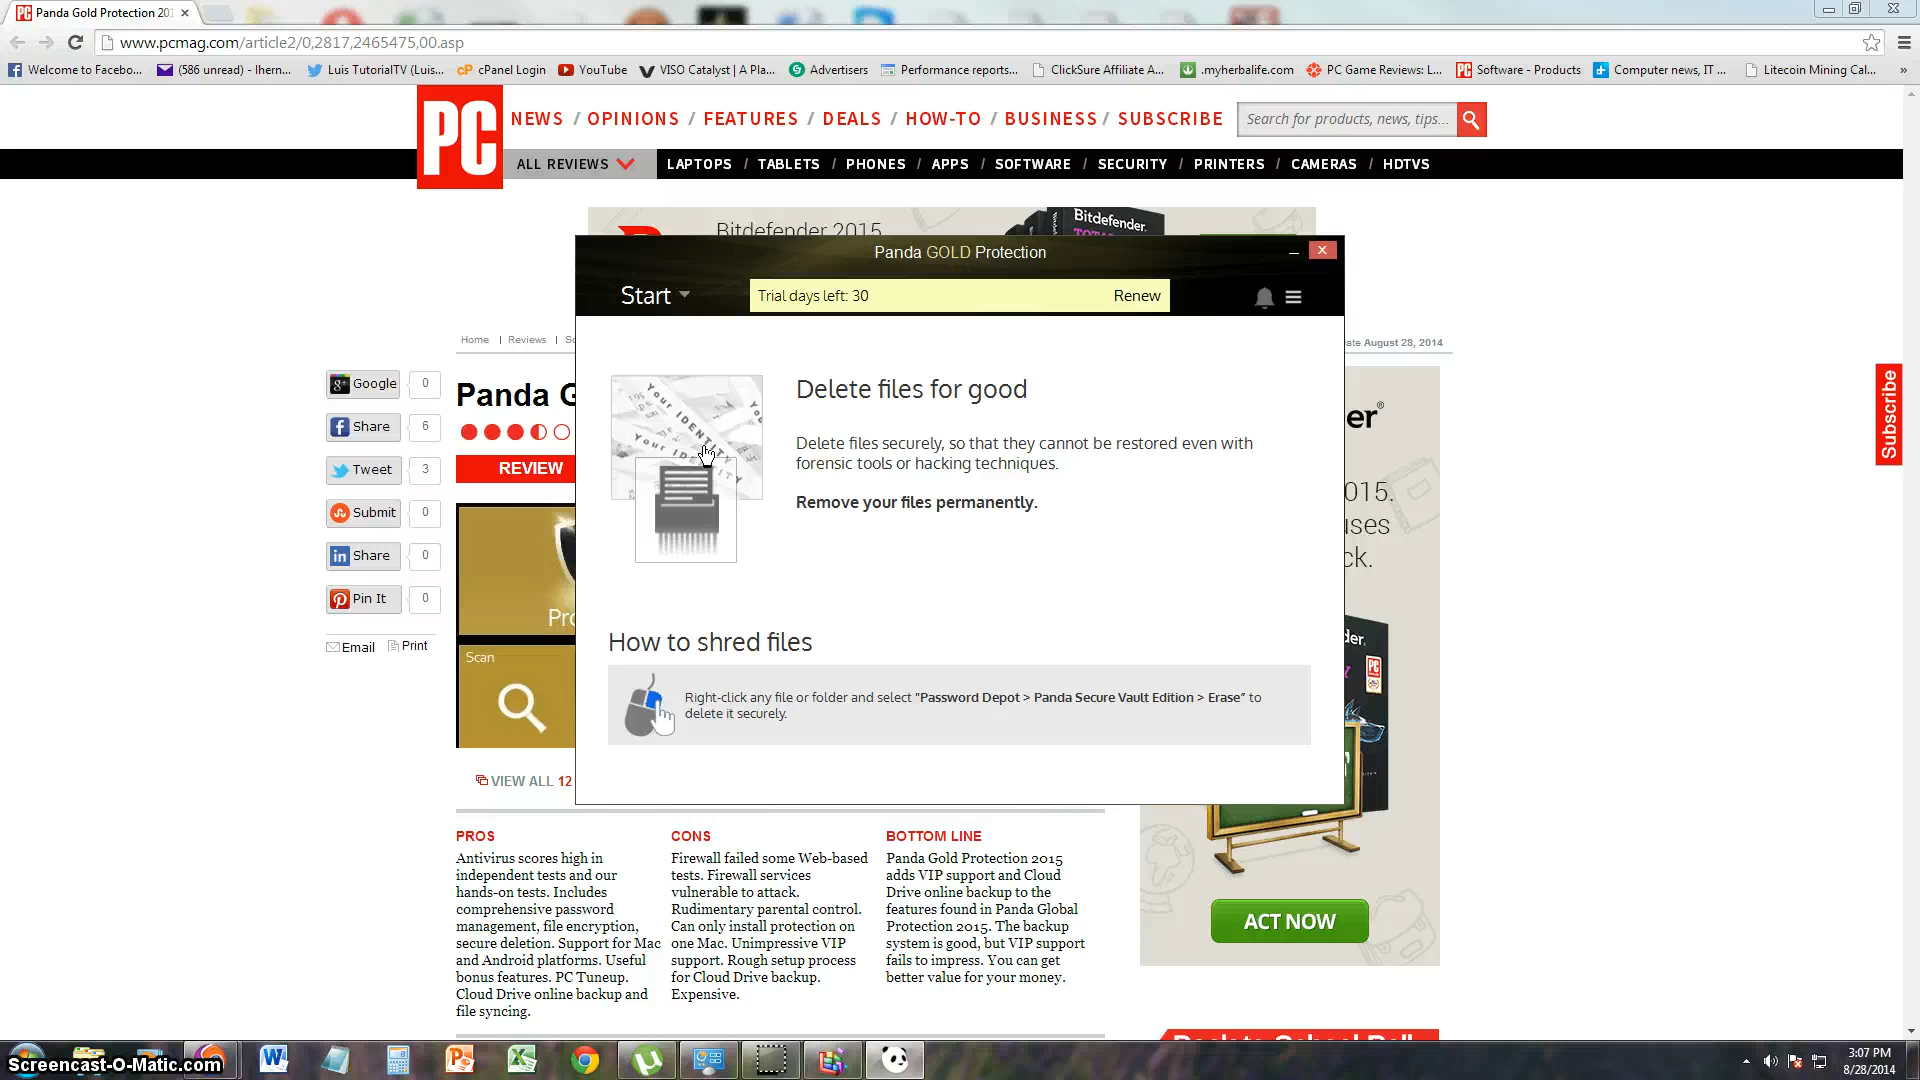 Panda Gold Protection 201
www.pcmag.com/article2/0,2817,2465475,00.asp
Welcome to Facebo...
(586 unread) - lhern...
Luis TutorialTV (Luis...
cPanel Login
YouTube
VISO Catalyst | A Pla...
Advertisers
Performance reports...
ClickSure Affiliate A...
.myherbalife.com
PC Game Reviews: L...
Software - Products
Computer news, IT ...
Litecoin Mining Cal...
»
PC
NEWS / OPINIONS / FEATURES / DEALS / HOW-TO / BUSINESS / SUBSCRIBE
Search for products, news, tips...
ALL REVIEWS
LAPTOPS / TABLETS / PHONES / APPS / SOFTWARE / SECURITY / PRINTERS / CAMERAS / HDTVS
Bitdefender 2015
Bitdefender.
Panda GOLD Protection
Start
Trial days left: 30
Renew
Home | Reviews |
August 28, 2014
Google 0
Share 6
Tweet 3
Submit 0
Share 0
Pin It 0
Email
Print
Panda G
REVIEW
Subscribe
Your IDENTITY
Your IDENTITY
Delete files for good
Delete files securely, so that they cannot be restored even with
forensic tools or hacking techniques.
Remove your files permanently.
How to shred files
Right-click any file or folder and select "Password Depot > Panda Secure Vault Edition > Erase" to
delete it securely.
Scan
VIEW ALL 12
er®
015.
uses
ck.
der.
PC
PROS
Antivirus scores high in
independent tests and our
hands-on tests. Includes
comprehensive password
management, file encryption,
secure deletion. Support for Mac
and Android platforms. Useful
bonus features. PC Tuneup.
Cloud Drive online backup and
file syncing.
CONS
Firewall failed some Web-based
tests. Firewall services
vulnerable to attack.
Rudimentary parental control.
Can only install protection on
one Mac. Unimpressive VIP
support. Rough setup process
for Cloud Drive backup.
Expensive.
BOTTOM LINE
Panda Gold Protection 2015
adds VIP support and Cloud
Drive online backup to the
features found in Panda Global
Protection 2015. The backup
system is good, but VIP support
fails to impress. You can get
better value for your money.
ACT NOW
Screencast-O-Matic.com
3:07 PM
8/28/2014